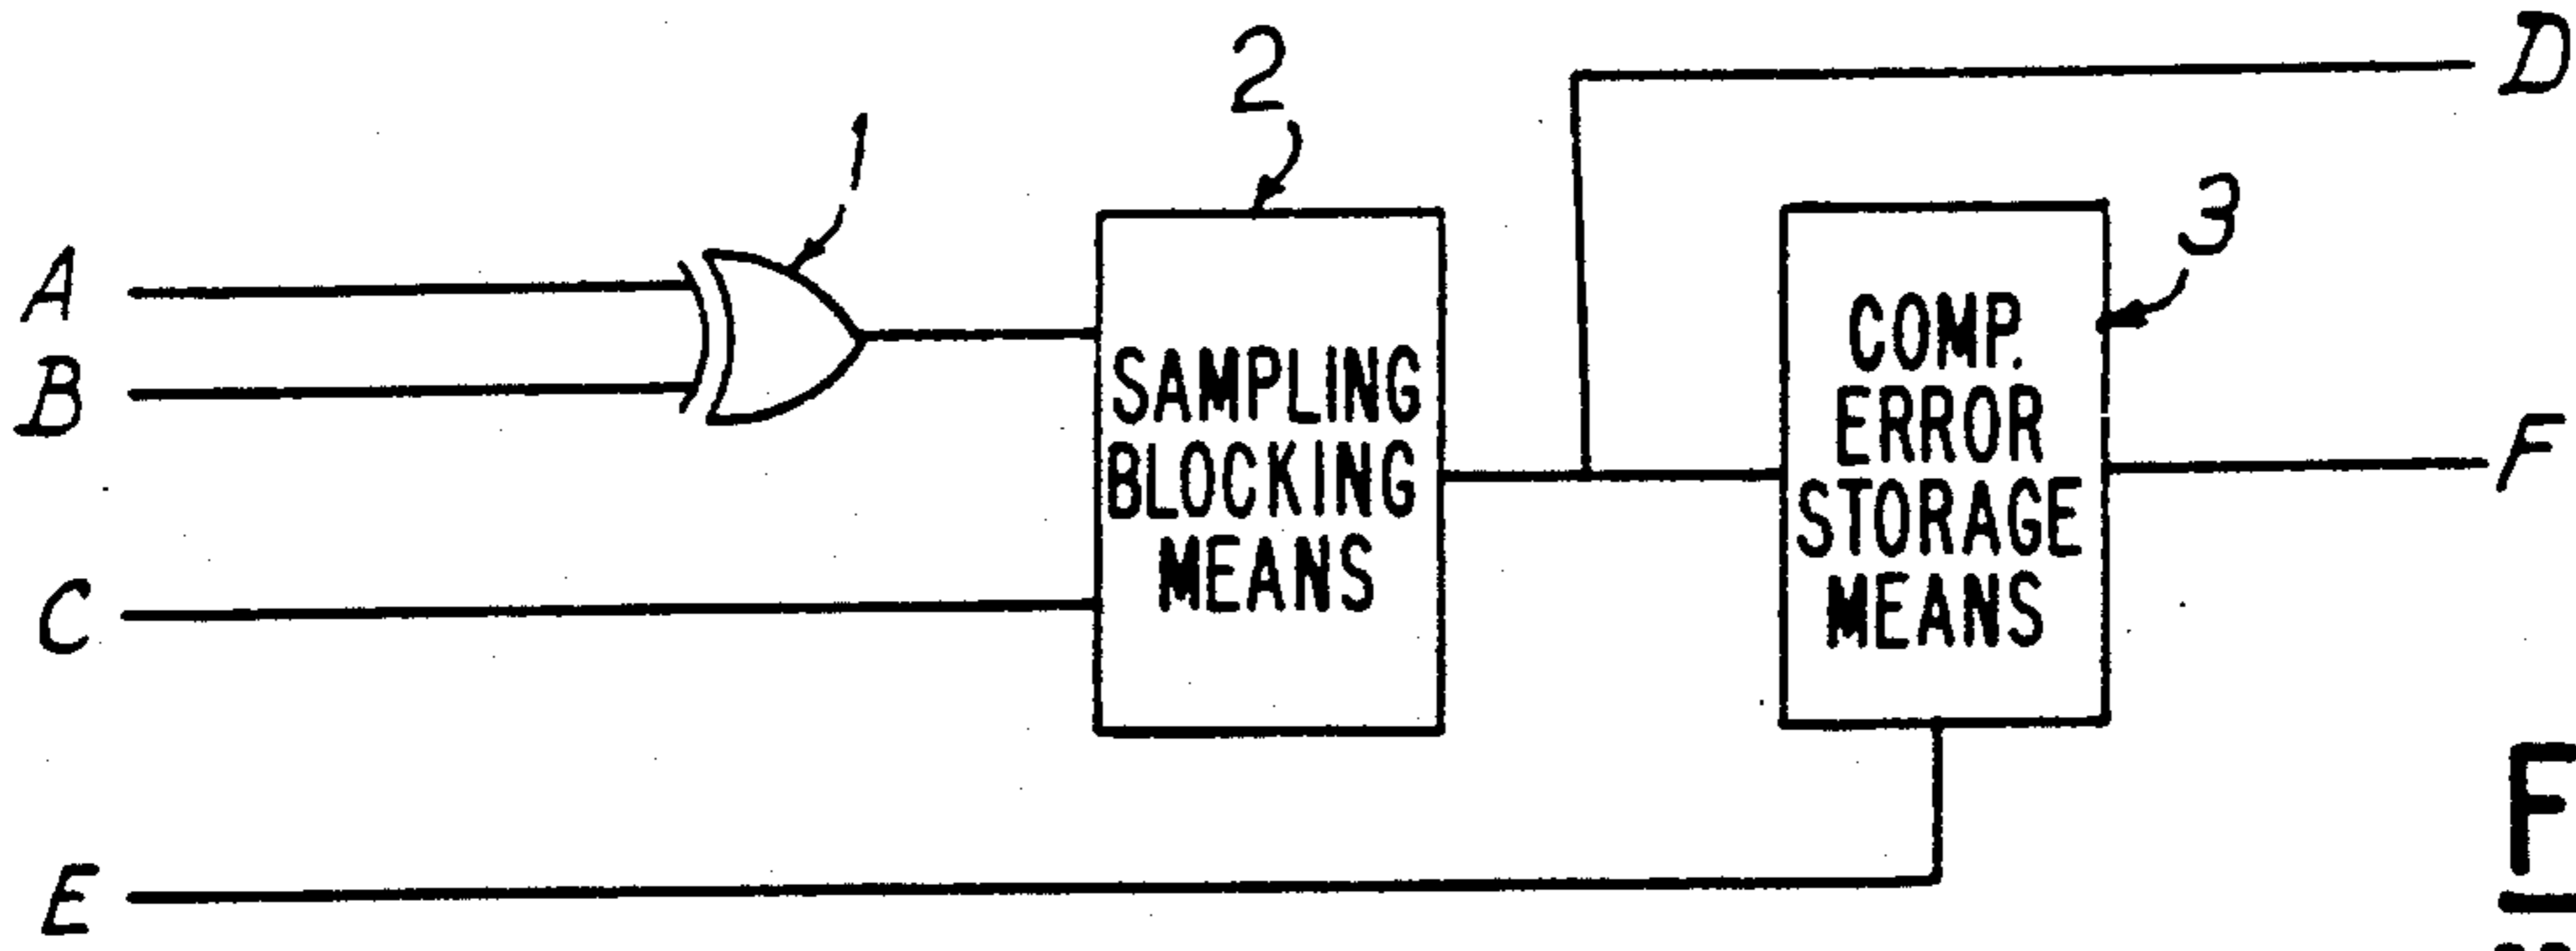 2
D
1
3
A
B
C
E
F
SAMPLING
BLOCKING
MEANS
COMP.
ERROR
STORAGE
MEANS
F